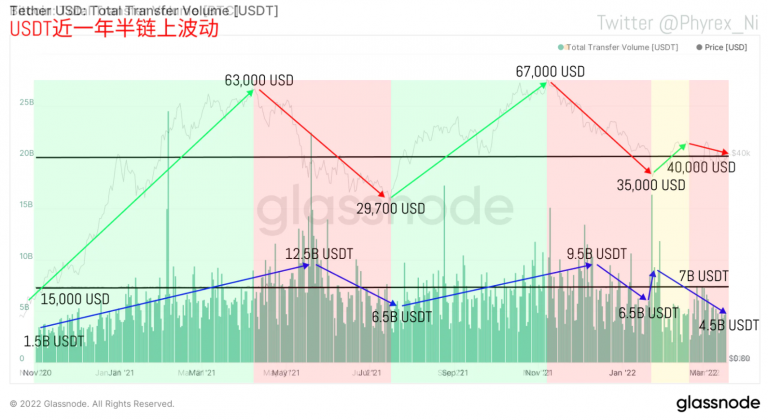 Tether USD: Total Transfer Volume [USDT]
USDT近一年半链上波动
Twitter @Phyrex_Ni
Total Transfer Volume [USDT]
Price [USD]
25B
20B
15B
10B
5B
0
$40k
63,000 USD
67,000 USD
29,700 USD
35,000 USD
40,000 USD
15,000 USD
12.5B USDT
9.5B USDT
7B USDT
1.5B USDT
6.5B USDT
6.5B USDT
4.5B USDT
glassnode
Nov '20
Jan '21
Mar '21
May '21
Jul '21
Sep '21
Nov '21
Jan '22
Mar '22
© 2022 Glassnode. All Rights Reserved.
glassnode